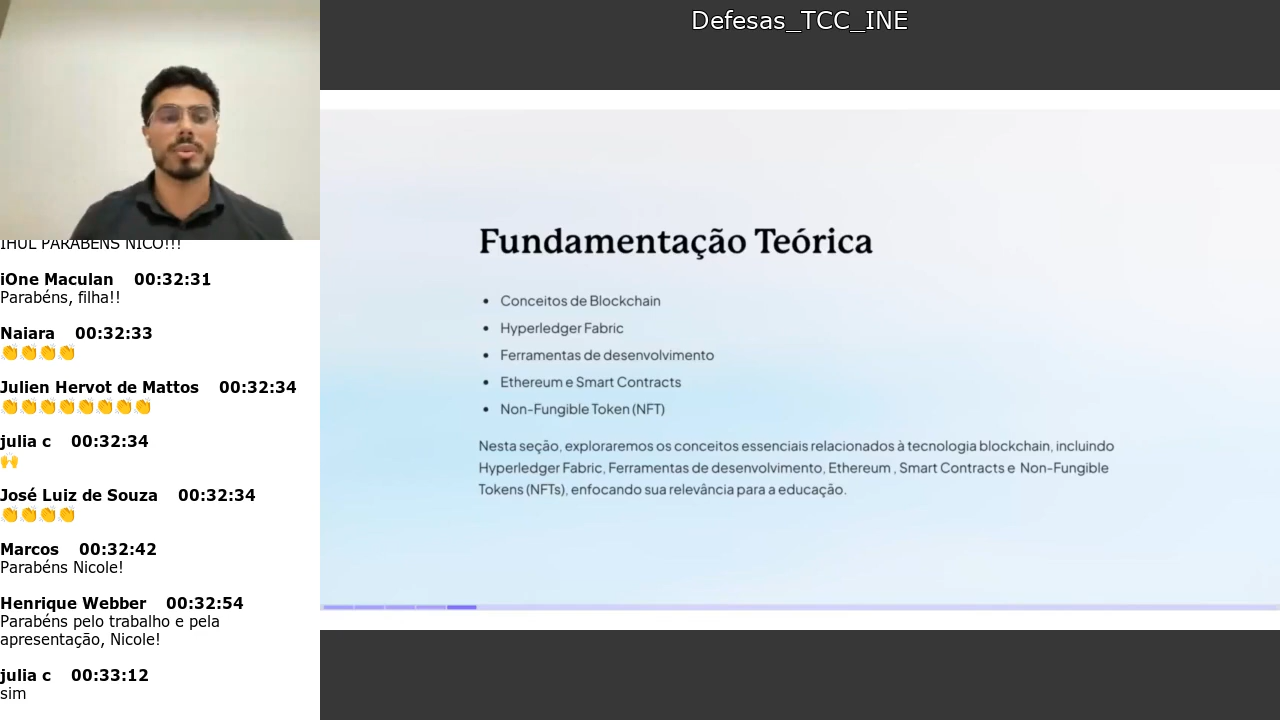 Defesas_TCC_INE
IHUL PARABENS NICO!!!
iOne Maculan 00:32:31
Parabéns, filha!!
Naiara 00:32:33
👏👏👏👏
Julien Hervot de Mattos 00:32:34
👏👏👏👏👏👏👏👏
julia c 00:32:34
🙌
José Luiz de Souza 00:32:34
👏👏👏👏
Marcos 00:32:42
Parabéns Nicole!
Henrique Webber 00:32:54
Parabéns pelo trabalho e pela
apresentação, Nicole!
julia c 00:33:12
sim
Fundamentação Teórica
• Conceitos de Blockchain
• Hyperledger Fabric
• Ferramentas de desenvolvimento
• Ethereum e Smart Contracts
• Non-Fungible Token (NFT)
Nesta seção, exploraremos os conceitos essenciais relacionados à tecnologia blockchain, incluindo
Hyperledger Fabric, Ferramentas de desenvolvimento, Ethereum , Smart Contracts e Non-Fungible
Tokens (NFTs), enfocando sua relevância para a educação.